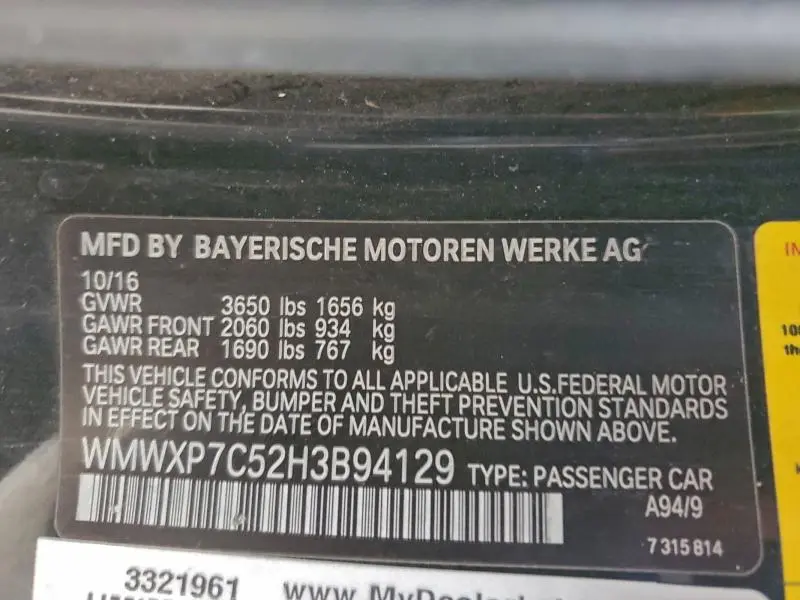 MFD BY BAYERISCHE MOTOREN WERKE AG
10/16
GVWR 3650 lbs 1656 kg
GAWR FRONT 2060 lbs 934 kg
GAWR REAR 1690 lbs 767 kg
THIS VEHICLE CONFORMS TO ALL APPLICABLE U.S.FEDERAL MOTOR
VEHICLE SAFETY, BUMPER AND THEFT PREVENTION STANDARDS
IN EFFECT ON THE DATE OF MANUFACTURE SHOWN ABOVE.
WMWXP7C52H3B94129 TYPE: PASSENGER CAR
A94/9
7 315 814
3321961